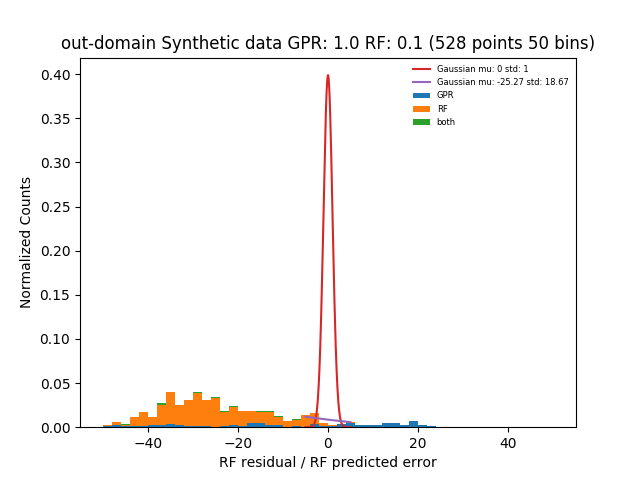 out-domain Synthetic data GPR: 1.0 RF: 0.1 (528 points 50 bins)
0.40
0.35
0.30
0.25
0.20
0.15
0.10
0.05
0.00
Normalized Counts
Gaussian mu: 0 std: 1
Gaussian mu: -25.27 std: 18.67
GPR
RF
both
−40
−20
0
20
40
RF residual / RF predicted error